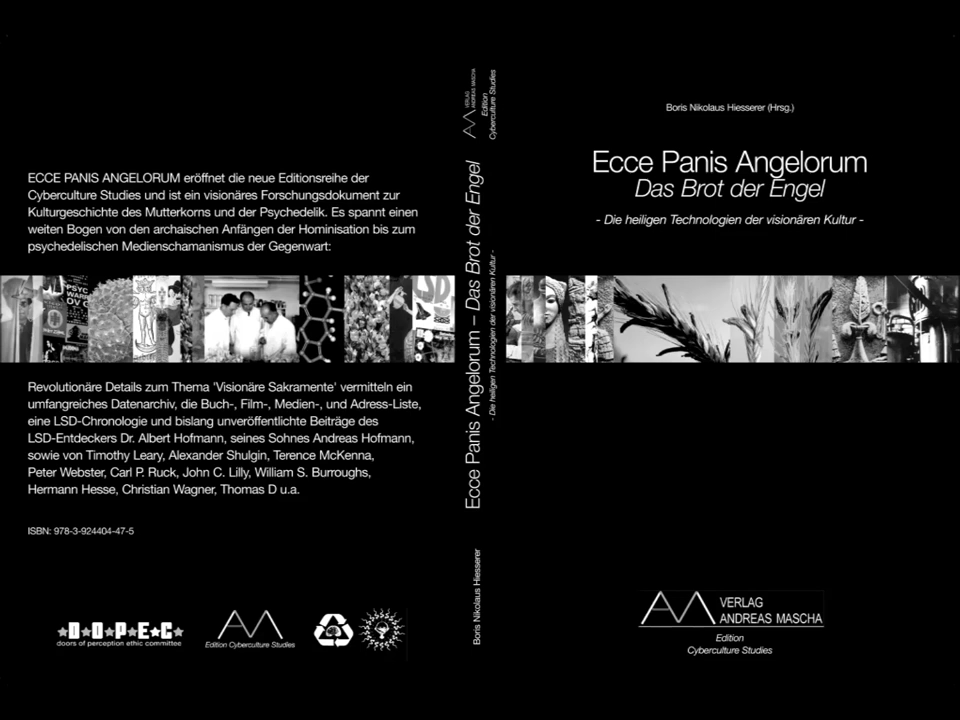 ECCE PANIS ANGELORUM eröffnet die neue Editionsreihe der
Cyberculture Studies und ist ein visionäres Forschungsdokument zur
Kulturgeschichte des Mutterkorns und der Psychedelik. Es spannt einen
weiten Bogen von den archaischen Anfängen der Hominisation bis zum
psychedelischen Medienschamanismus der Gegenwart:
PSYC
WARR
OV C
LSD
Revolutionäre Details zum Thema 'Visionäre Sakramente' vermitteln ein
umfangreiches Datenarchiv, die Buch-, Film-, Medien-, und Adress-Liste,
eine LSD-Chronologie und bislang unveröffentlichte Beiträge des
LSD-Entdeckers Dr. Albert Hofmann, seines Sohnes Andreas Hofmann,
sowie von Timothy Leary, Alexander Shulgin, Terence McKenna,
Peter Webster, Carl P. Ruck, John C. Lilly, William S. Burroughs,
Hermann Hesse, Christian Wagner, Thomas D u.a.
ISBN: 978-3-924404-47-5
D.O.P.E.C
doors of perception ethic committee
Edition Cyberculture Studies
VERLAG
ANDREAS MASCHA
Edition
Cyberculture Studies
Ecce Panis Angelorum – Das Brot der Engel
- Die heiligen Technologien der visionären Kultur -
Boris Nikolaus Hiesserer
Boris Nikolaus Hiesserer (Hrsg.)
Ecce Panis Angelorum
Das Brot der Engel
- Die heiligen Technologien der visionären Kultur -
VERLAG
ANDREAS MASCHA
Edition
Cyberculture Studies